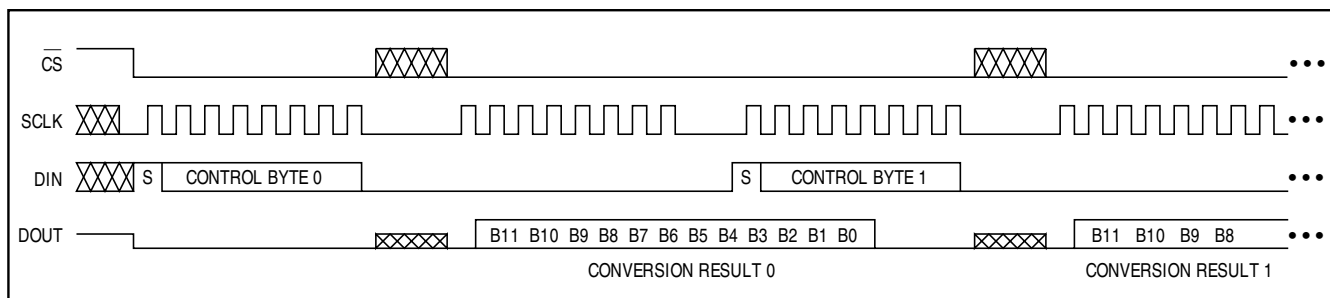 CS •••
SCLK •••
DIN S CONTROL BYTE 0 S CONTROL BYTE 1 •••
DOUT B11 B10 B9 B8 B7 B6 B5 B4 B3 B2 B1 B0 B11 B10 B9 B8 •••
CONVERSION RESULT 0 CONVERSION RESULT 1